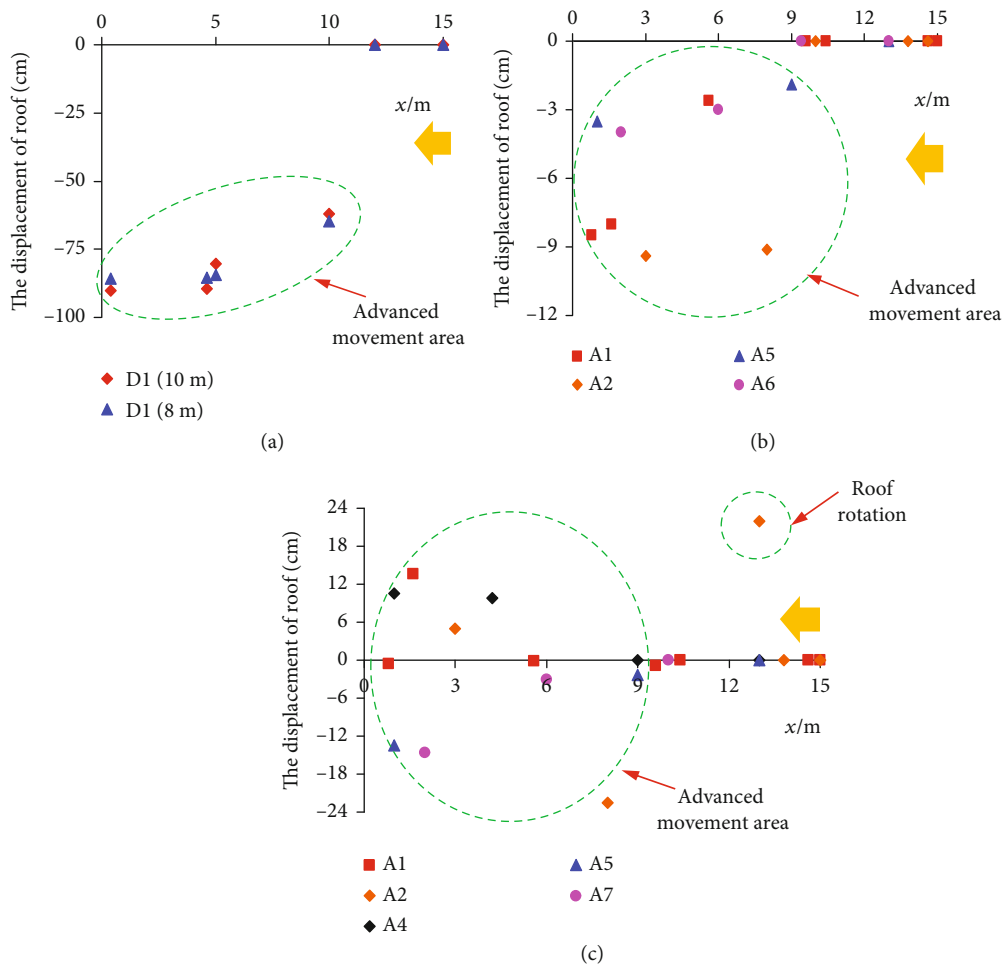 0 5 10 15
0
−25
−50
−75
−100
The displacement of roof (cm)
x/m
Advanced
movement area
D1 (10 m)
D1 (8 m)
(a)
0 3 6 9 12 15
0
−3
−6
−9
−12
The displacement of roof (cm)
x/m
Advanced
movement area
A1
A2
A5
A6
(b)
24
18
12
6
0
−6
−12
−18
−24
The displacement of roof (cm)
0 3 6 9 12 15
x/m
Roof
rotation
Advanced
movement area
A1
A2
A4
A5
A7
(c)